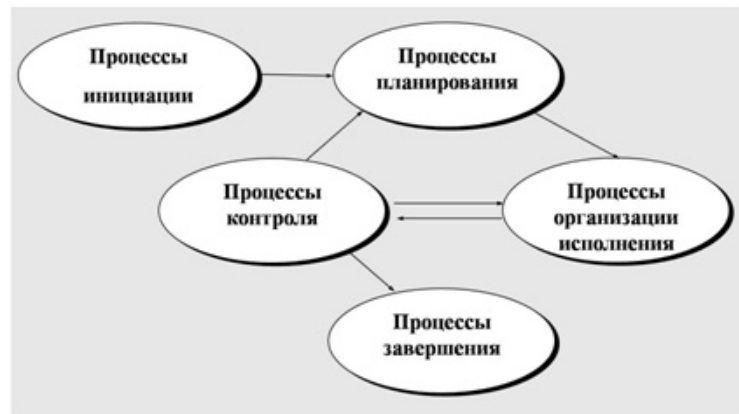 Процессы
инициации
Процессы
планирования
Процессы
контроля
Процессы
организации
исполнения
Процессы
завершения